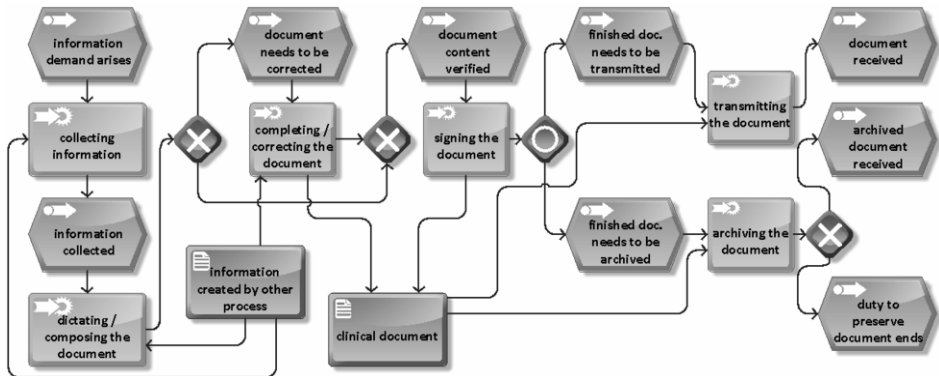 information
demand arises
collecting
information
information
collected
dictating /
composing the
document
document
needs to be
corrected
completing /
correcting the
document
information
created by other
process
document
content
verified
signing the
document
clinical document
finished doc.
needs to be
transmitted
finished doc.
needs to be
archived
transmitting
the document
archiving the
document
document
received
archived
document
received
duty to
preserve
document ends